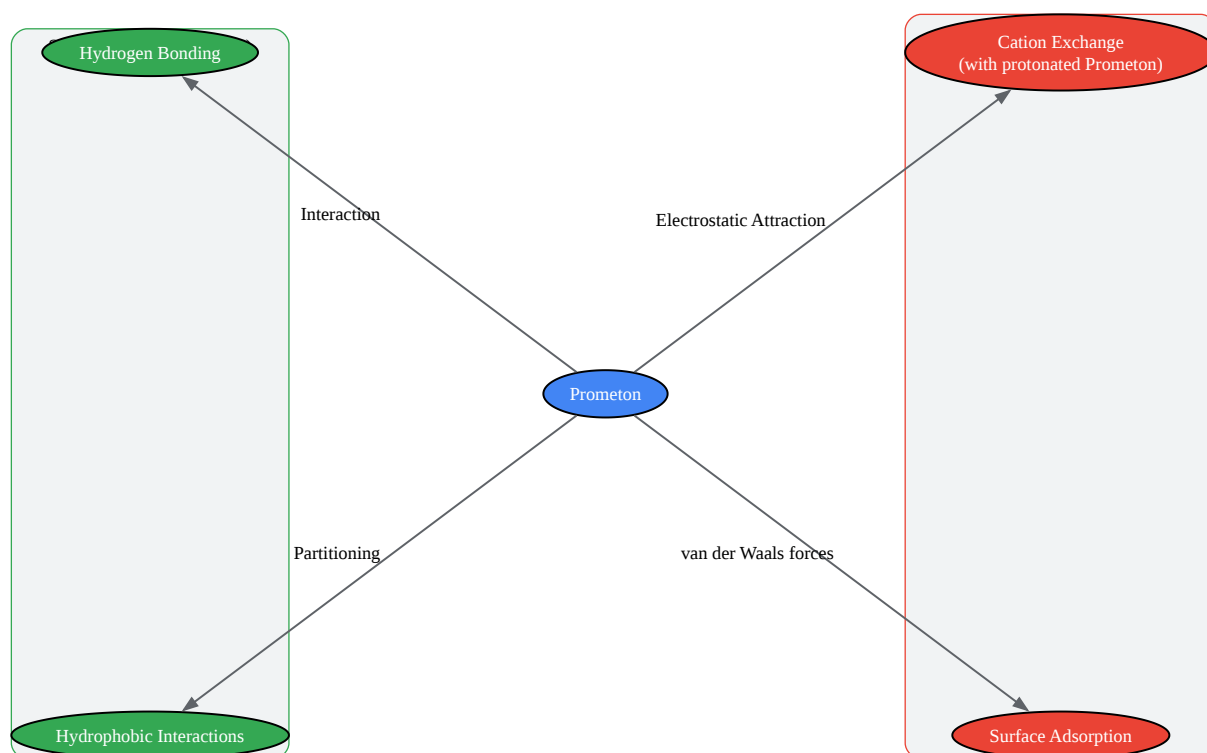 Hydrogen Bonding
Cation Exchange
(with protonated Prometon)
Interaction
Electrostatic Attraction
Prometon
Partitioning
van der Waals forces
Hydrophobic Interactions
Surface Adsorption